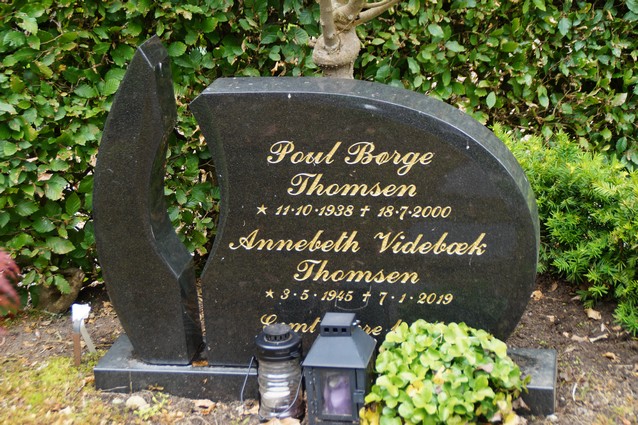 Poul Børge
Thomsen
★ 11·10·1938 ✝ 18·7·2000
Annebeth Videbæk
Thomsen
★ 3·5·1945 ✝ 7·1·2019